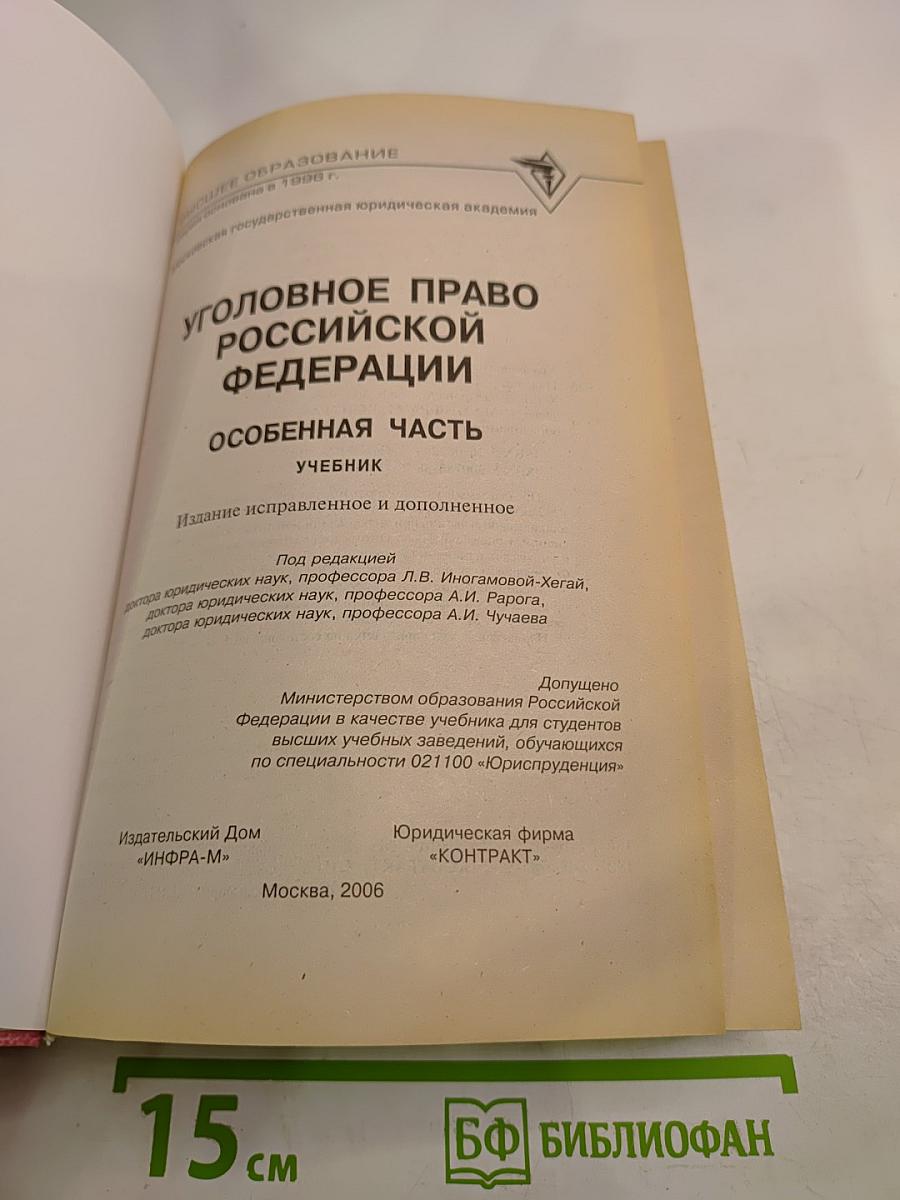 ВЫСШЕЕ ОБРАЗОВАНИЕ
основана в 1996 г.
Московская государственная юридическая академия
УГОЛОВНОЕ ПРАВО
РОССИЙСКОЙ
ФЕДЕРАЦИИ
ОСОБЕННАЯ ЧАСТЬ
УЧЕБНИК
Издание исправленное и дополненное
Под редакцией
доктора юридических наук, профессора Л.В. Иногамовой-Хегай,
доктора юридических наук, профессора А.И. Рарога,
доктора юридических наук, профессора А.И. Чучаева
Допущено
Министерством образования Российской
Федерации в качестве учебника для студентов
высших учебных заведений, обучающихся
по специальности 021100 «Юриспруденция»
Издательский Дом
«ИНФРА-М»
Юридическая фирма
«КОНТРАКТ»
Москва, 2006
15 см
БФ БИБЛИОФАН